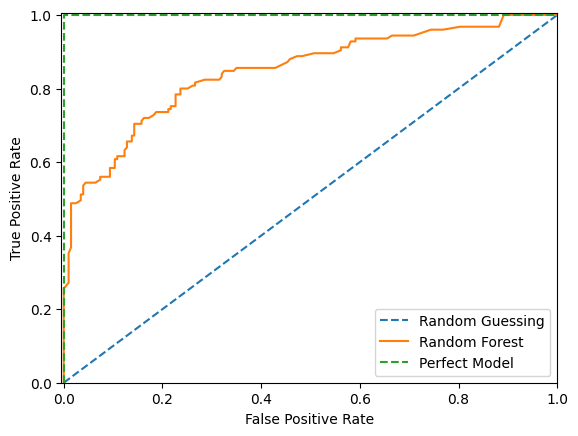 1.0
0.8
0.6
0.4
0.2
0.0
True Positive Rate
Random Guessing
Random Forest
Perfect Model
0.0 0.2 0.4 0.6 0.8 1.0
False Positive Rate